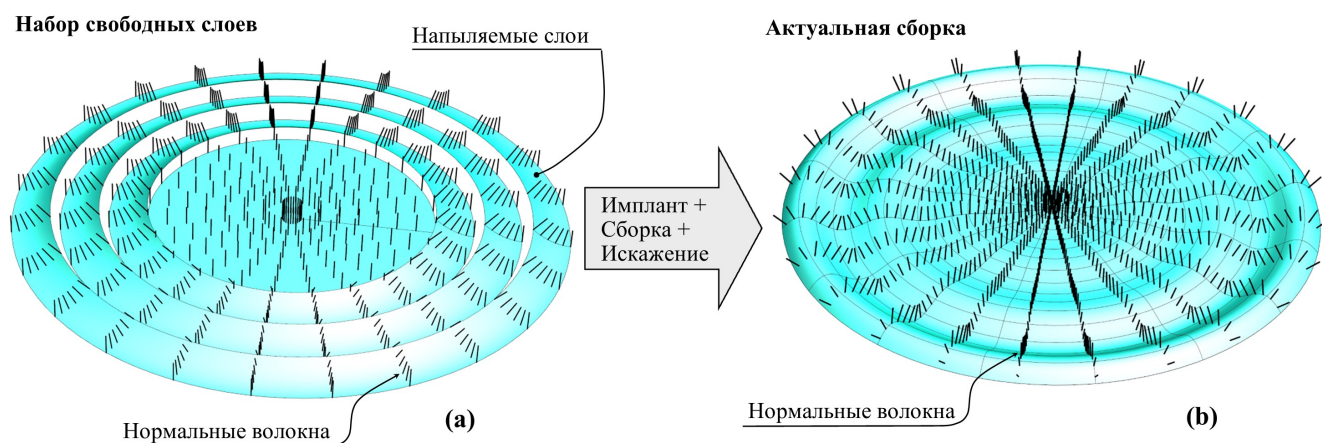 Набор свободных слоев
Напыляемые слои
Актуальная сборка
Имплант +
Сборка +
Искажение
Нормальные волокна
(a)
Нормальные волокна
(b)